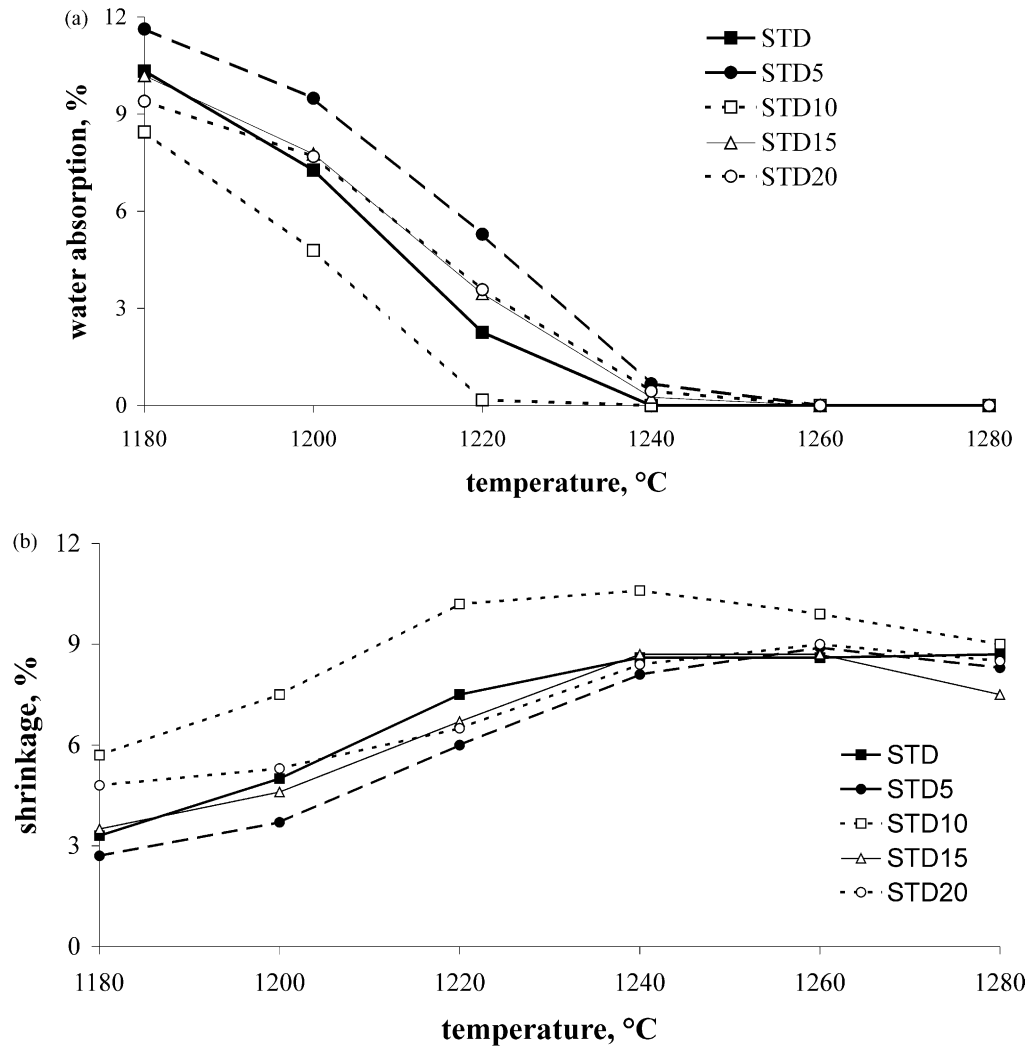 (a)
12
9
6
3
0
water absorption, %
STD
STD5
STD10
STD15
STD20
1180 1200 1220 1240 1260 1280
temperature, °C
(b)
12
9
6
3
0
shrinkage, %
STD
STD5
STD10
STD15
STD20
1180 1200 1220 1240 1260 1280
temperature, °C